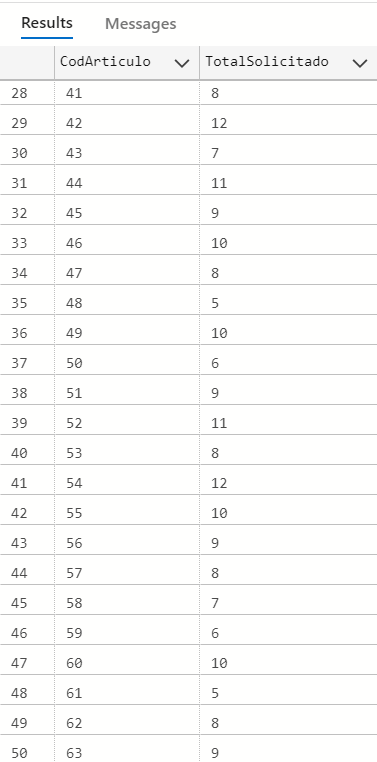 Results Messages
CodArticulo TotalSolicitado
28 41 8
29 42 12
30 43 7
31 44 11
32 45 9
33 46 10
34 47 8
35 48 5
36 49 10
37 50 6
38 51 9
39 52 11
40 53 8
41 54 12
42 55 10
43 56 9
44 57 8
45 58 7
46 59 6
47 60 10
48 61 5
49 62 8
50 63 9